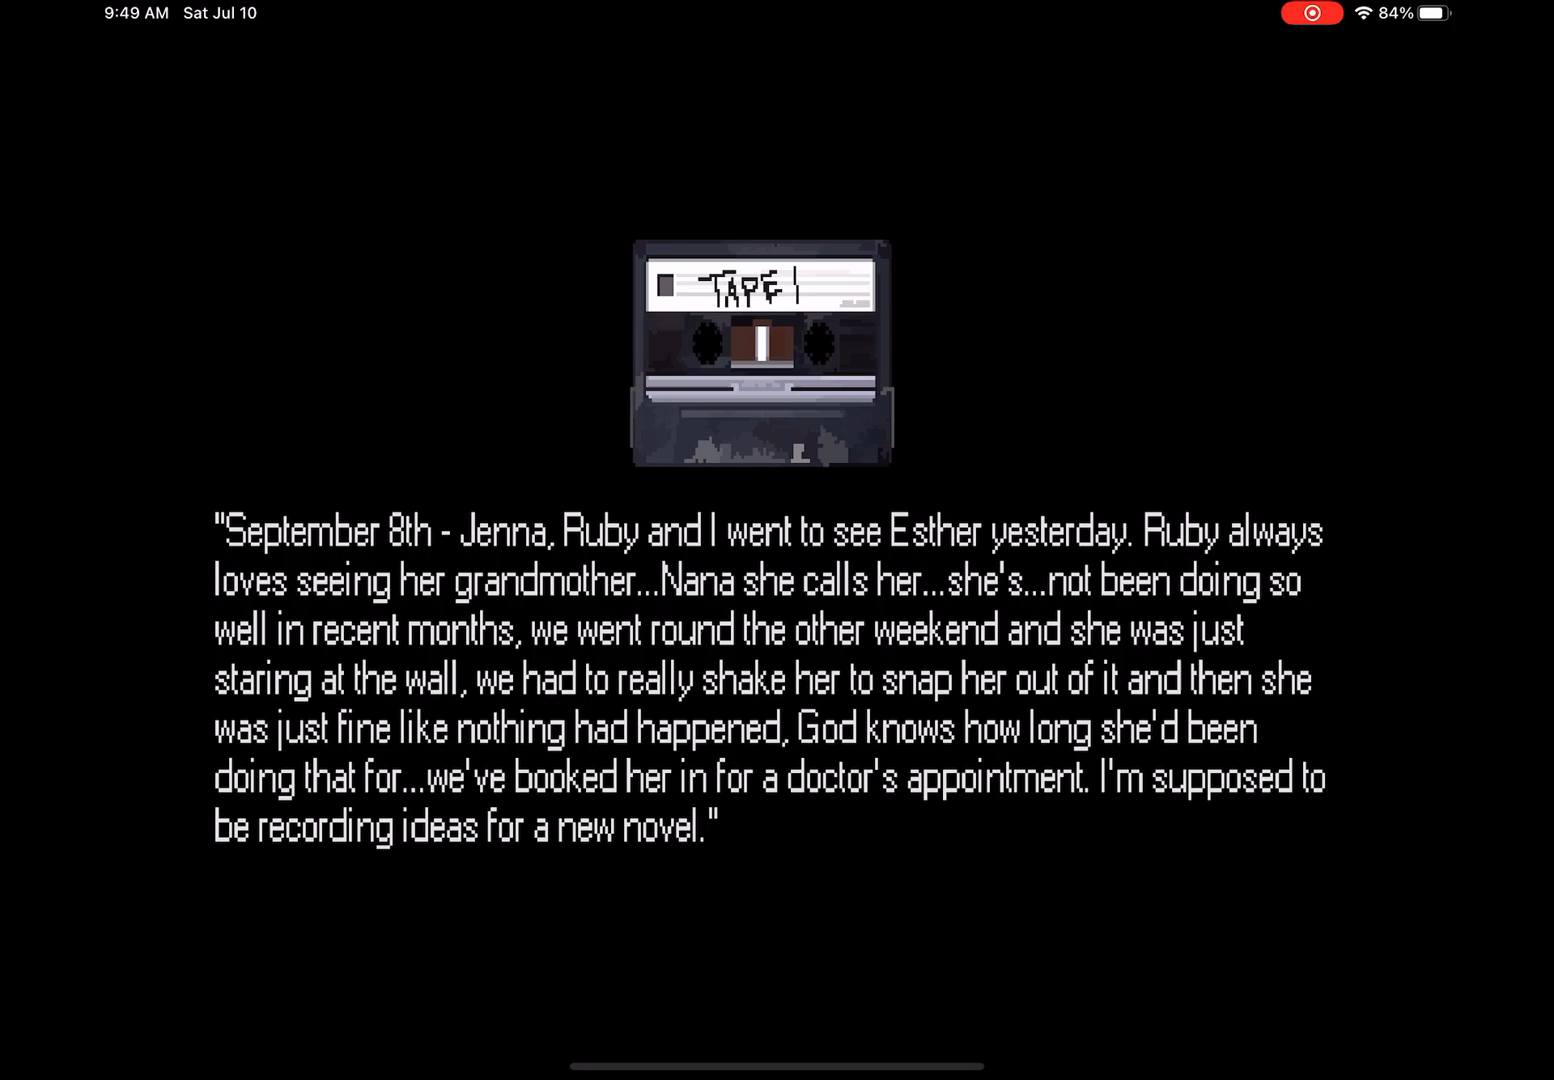 9:49 AM Sat Jul 10
84%
TAPE 1
"September 8th - Jenna, Ruby and I went to see Esther yesterday. Ruby always
loves seeing her grandmother...Nana she calls her...she's...not been doing so
well in recent months, we went round the other weekend and she was just
staring at the wall, we had to really shake her to snap her out of it and then she
was just fine like nothing had happened, God knows how long she'd been
doing that for...we've booked her in for a doctor's appointment. I'm supposed to
be recording ideas for a new novel."